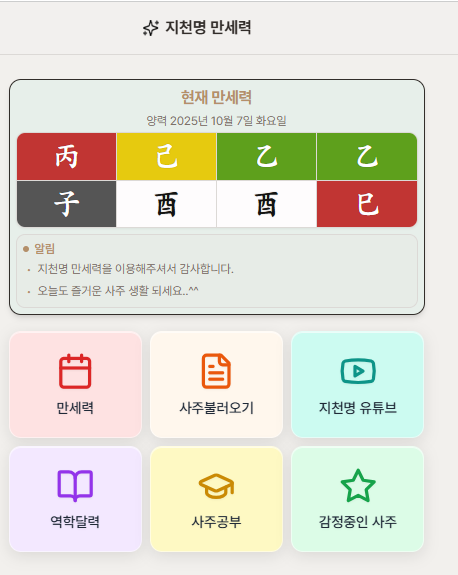 지천명 만세력
현재 만세력
양력 2025년 10월 7일 화요일
丙 己 乙 乙
子 酉 酉 巳
알림
· 지천명 만세력을 이용해주셔서 감사합니다.
· 오늘도 즐거운 사주 생활 되세요..^^
만세력 사주불러오기 지천명 유튜브
역학달력 사주공부 감정중인 사주